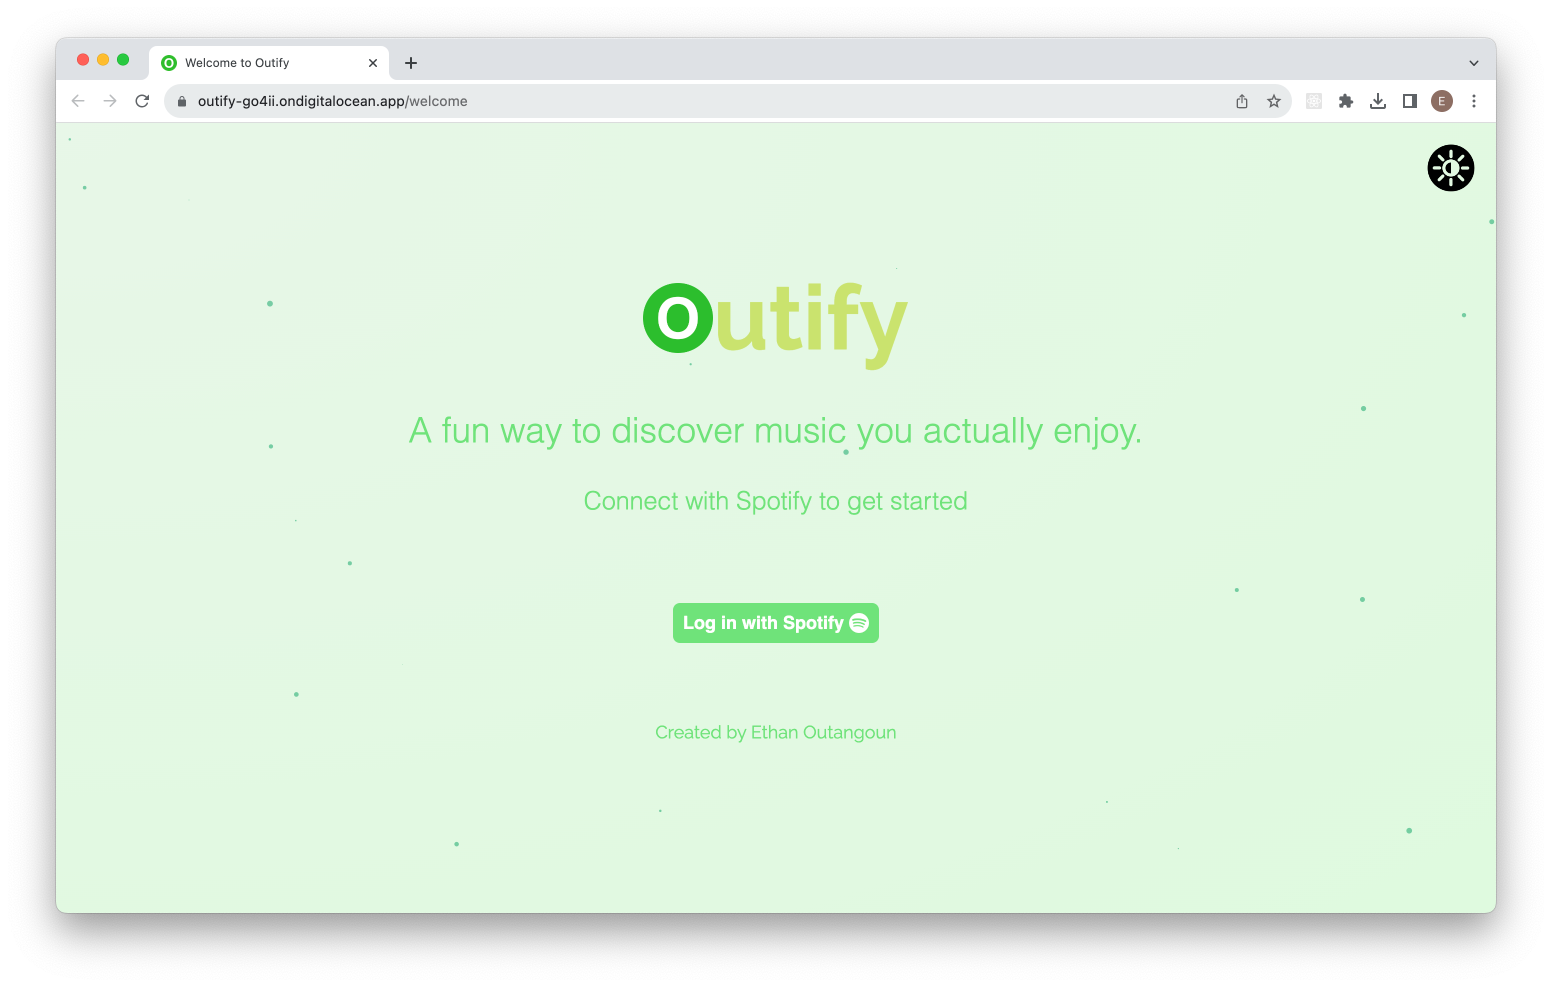 Welcome to Outify
outify-go4ii.ondigitalocean.app/welcome
E
Outify
A fun way to discover music you actually enjoy.
Connect with Spotify to get started
Log in with Spotify
Created by Ethan Outangoun